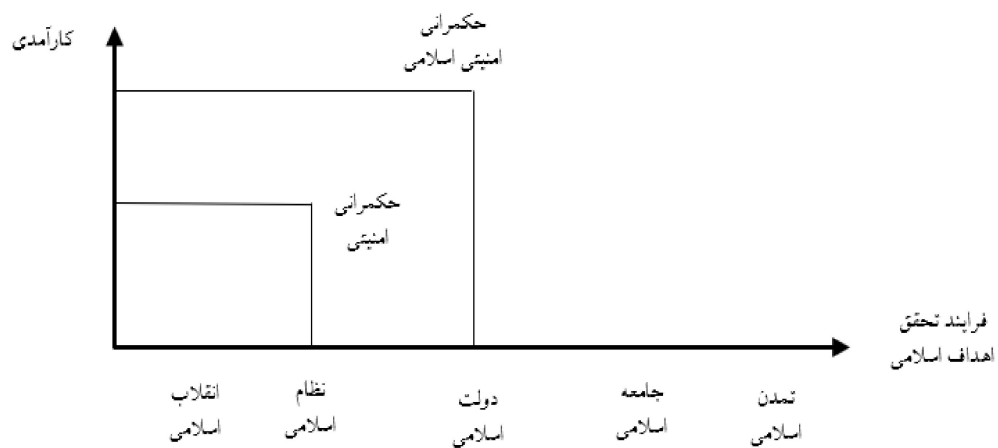 حکمرانی
امنیتی اسلامی
کارآمدی
حکمرانی
امنیتی
فرایند تحقق
اهداف اسلامی
انقلاب
اسلامی
نظام
اسلامی
دولت
اسلامی
جامعه
اسلامی
تمدن
اسلامی